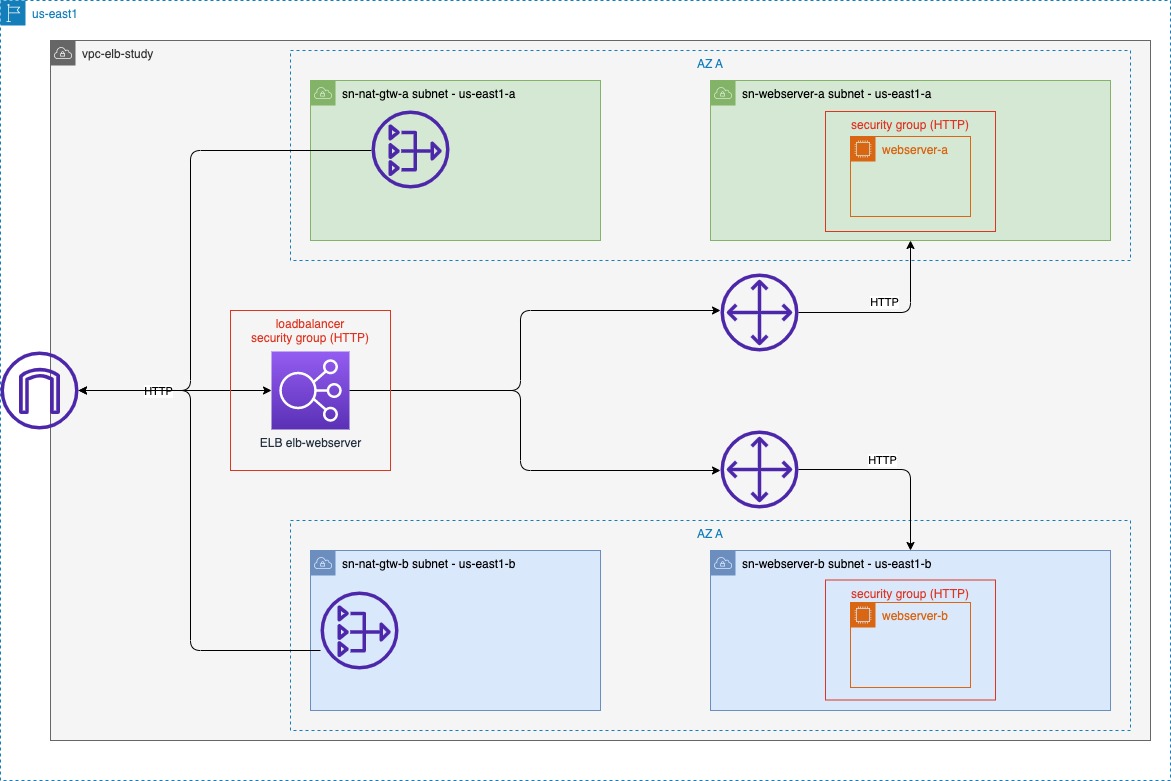 us-east1
vpc-elb-study
AZ A
sn-nat-gtw-a subnet - us-east1-a
sn-webserver-a subnet - us-east1-a
security group (HTTP)
webserver-a
HTTP
loadbalancer
security group (HTTP)
HTTP
ELB elb-webserver
HTTP
AZ A
sn-nat-gtw-b subnet - us-east1-b
sn-webserver-b subnet - us-east1-b
security group (HTTP)
webserver-b